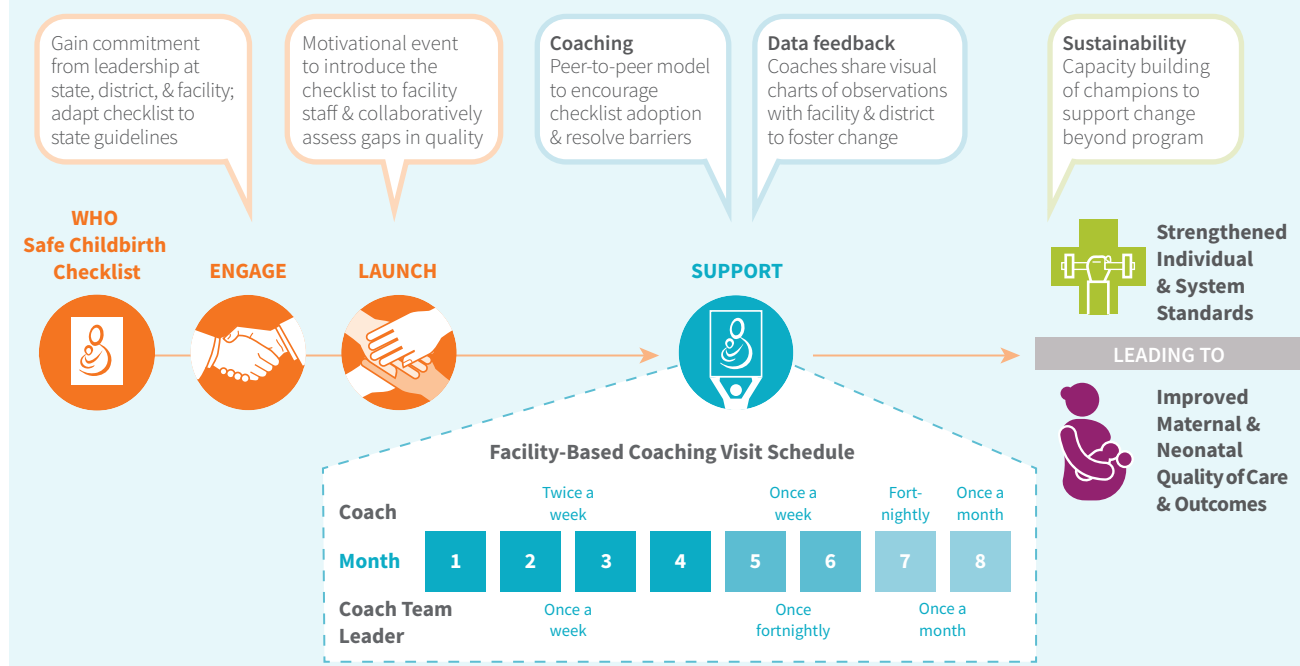 Gain commitment
from leadership at
state, district, & facility;
adapt checklist to
state guidelines
Motivational event
to introduce the
checklist to facility
staff & collaboratively
assess gaps in quality
Coaching
Peer-to-peer model
to encourage
checklist adoption
& resolve barriers
Data feedback
Coaches share visual
charts of observations
with facility & district
to foster change
Sustainability
Capacity building
of champions to
support change
beyond program
WHO
Safe Childbirth
Checklist
ENGAGE
LAUNCH
SUPPORT
Strengthened
Individual
& System
Standards
LEADING TO
Improved
Maternal &
Neonatal
Quality of Care
& Outcomes
Facility-Based Coaching Visit Schedule
Coach
Twice a
week
Once a
week
Fort-
nightly
Once a
month
Month
1 2 3 4 5 6 7 8
Coach Team
Leader
Once a
week
Once
fortnightly
Once a
month